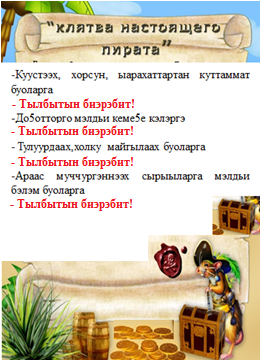 "клятва настоящего
пирата"
-Куустээх, хорсун, ыарахаттартан куттаммат
буоларга
- Тылбытын биэрэбит!
-До5отторго мэлдьи кеме5е кэлэргэ
- Тылбытын биэрэбит!
- Тулуурдаах,холку майгылаах буоларга
- Тылбытын биэрэбит!
-Араас муччургэннээх сырыыларга мэлдьи
бэлэм буоларга
- Тылбытын биэрэбит!